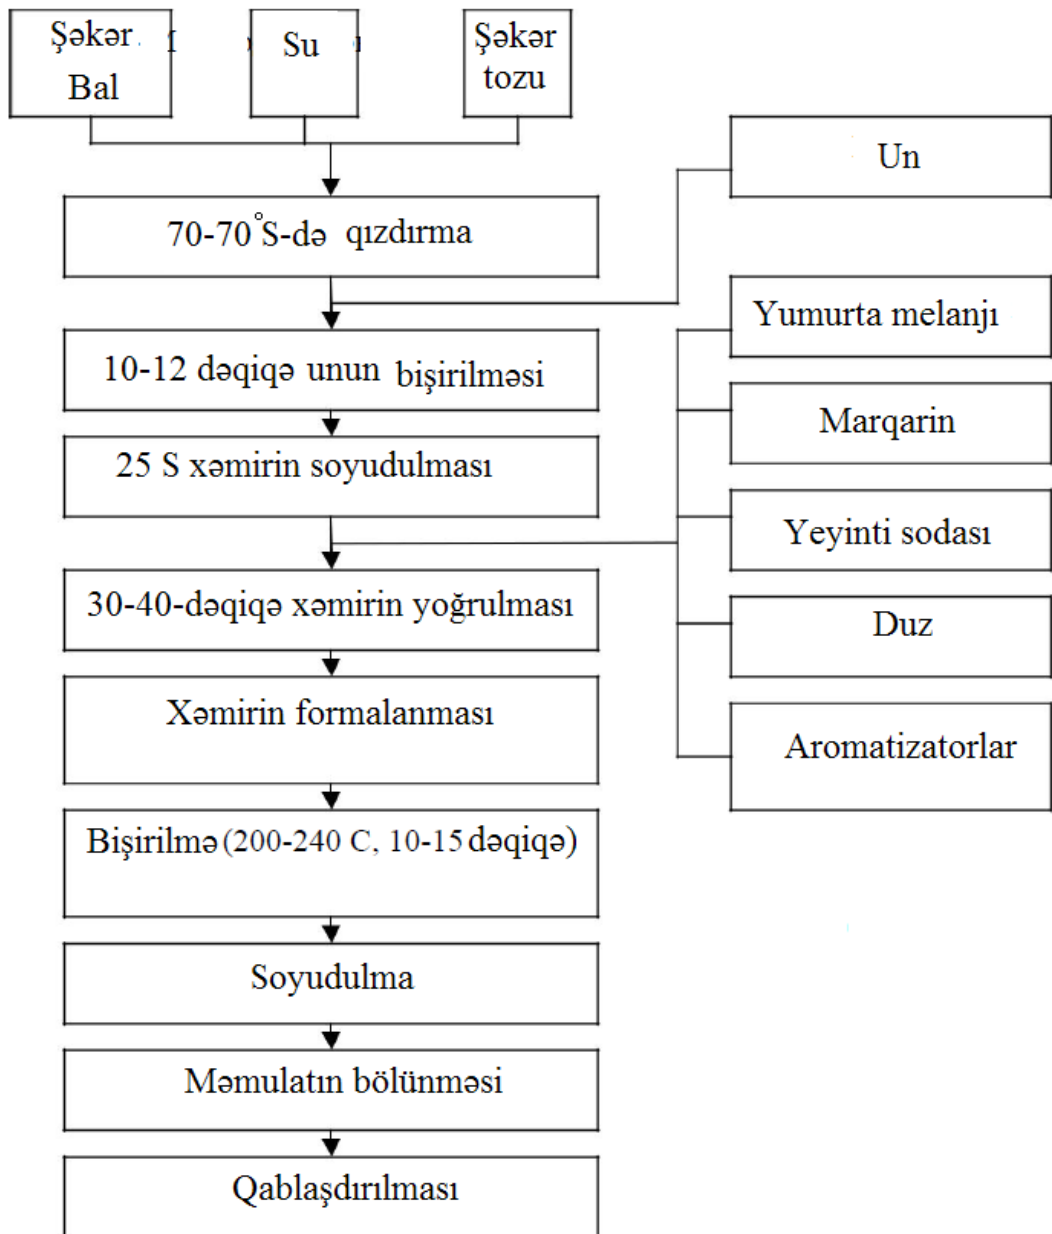 Şəkər
Bal
Su
Şəkər
tozu
Un
70-70°S-də qızdırma
Yumurta melanjı
10-12 dəqiqə unun bişirilməsi
Marqarin
25 S xəmirin soyudulması
Yeyinti sodası
30-40-dəqiqə xəmirin yoğrulması
Duz
Xəmirin formalanması
Aromatizatorlar
Bişirilmə (200-240 C, 10-15 dəqiqə)
Soyudulma
Məmulatın bölünməsi
Qablaşdırılması